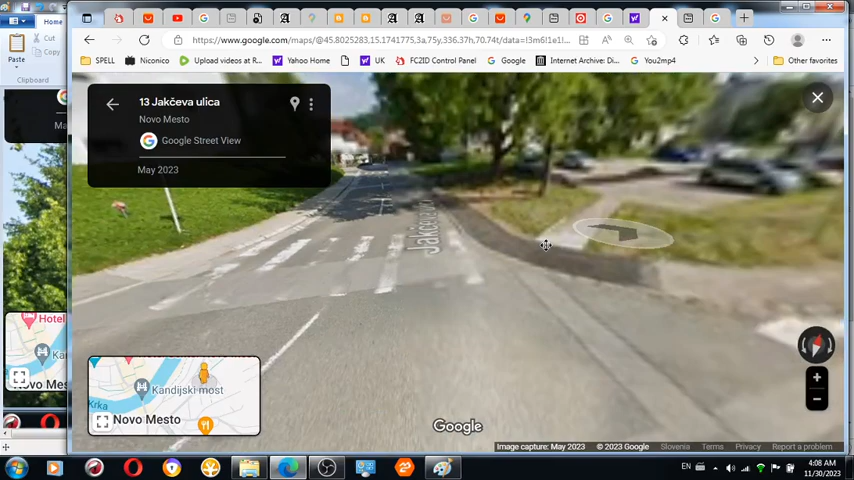 Home
Cut
Copy
Paste
Clipboard
https://www.google.com/maps/@45.8025283,15.1741775,3a,75y,336.37h,70.74t/data=!3m6!1e1!...
SPELL
Niconico
Upload videos to R...
Yahoo Home
UK
FC2ID Control Panel
Google
Internet Archive: Di...
You2mp4
Other favorites
13 Jakčeva ulica
Novo Mesto
Google Street View
May 2023
Jakčeva
Hotel
Novo Mes
Kandijski most
Krka
Novo Mesto
Google
Image capture: May 2023
© 2023 Google
Slovenia
Terms
Privacy
Report a problem
EN
4:08 AM
11/30/2023